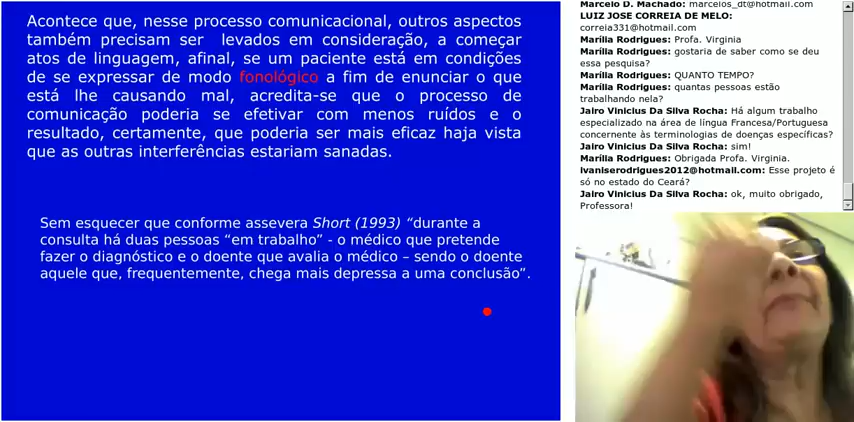 Acontece que, nesse processo comunicacional, outros aspectos
também precisam ser levados em consideração, a começar
atos de linguagem, afinal, se um paciente está em condições
de se expressar de modo fonológico a fim de enunciar o que
está lhe causando mal, acredita-se que o processo de
comunicação poderia se efetivar com menos ruídos e o
resultado, certamente, que poderia ser mais eficaz haja vista
que as outras interferências estariam sanadas.
Sem esquecer que conforme assevera Short (1993) “durante a
consulta há duas pessoas “em trabalho” - o médico que pretende
fazer o diagnóstico e o doente que avalia o médico – sendo o doente
aquele que, frequentemente, chega mais depressa a uma conclusão”.
Marcelo D. Machado: marcelos_dt@hotmail.com
LUIZ JOSE CORREIA DE MELO:
correia331@hotmail.com
Marília Rodrigues: Profa. Virginia
Marília Rodrigues: gostaria de saber como se deu
essa pesquisa?
Marília Rodrigues: QUANTO TEMPO?
Marília Rodrigues: quantas pessoas estão
trabalhando nela?
Jairo Vinicius Da Silva Rocha: Há algum trabalho
especializado na área de língua Francesa/Portuguesa
concernente às terminologias de doenças específicas?
Jairo Vinicius Da Silva Rocha: sim!
Marília Rodrigues: Obrigada Profa. Virginia.
ivaniserodrigues2012@hotmail.com: Esse projeto é
só no estado do Ceará?
Jairo Vinicius Da Silva Rocha: ok, muito obrigado,
Professora!